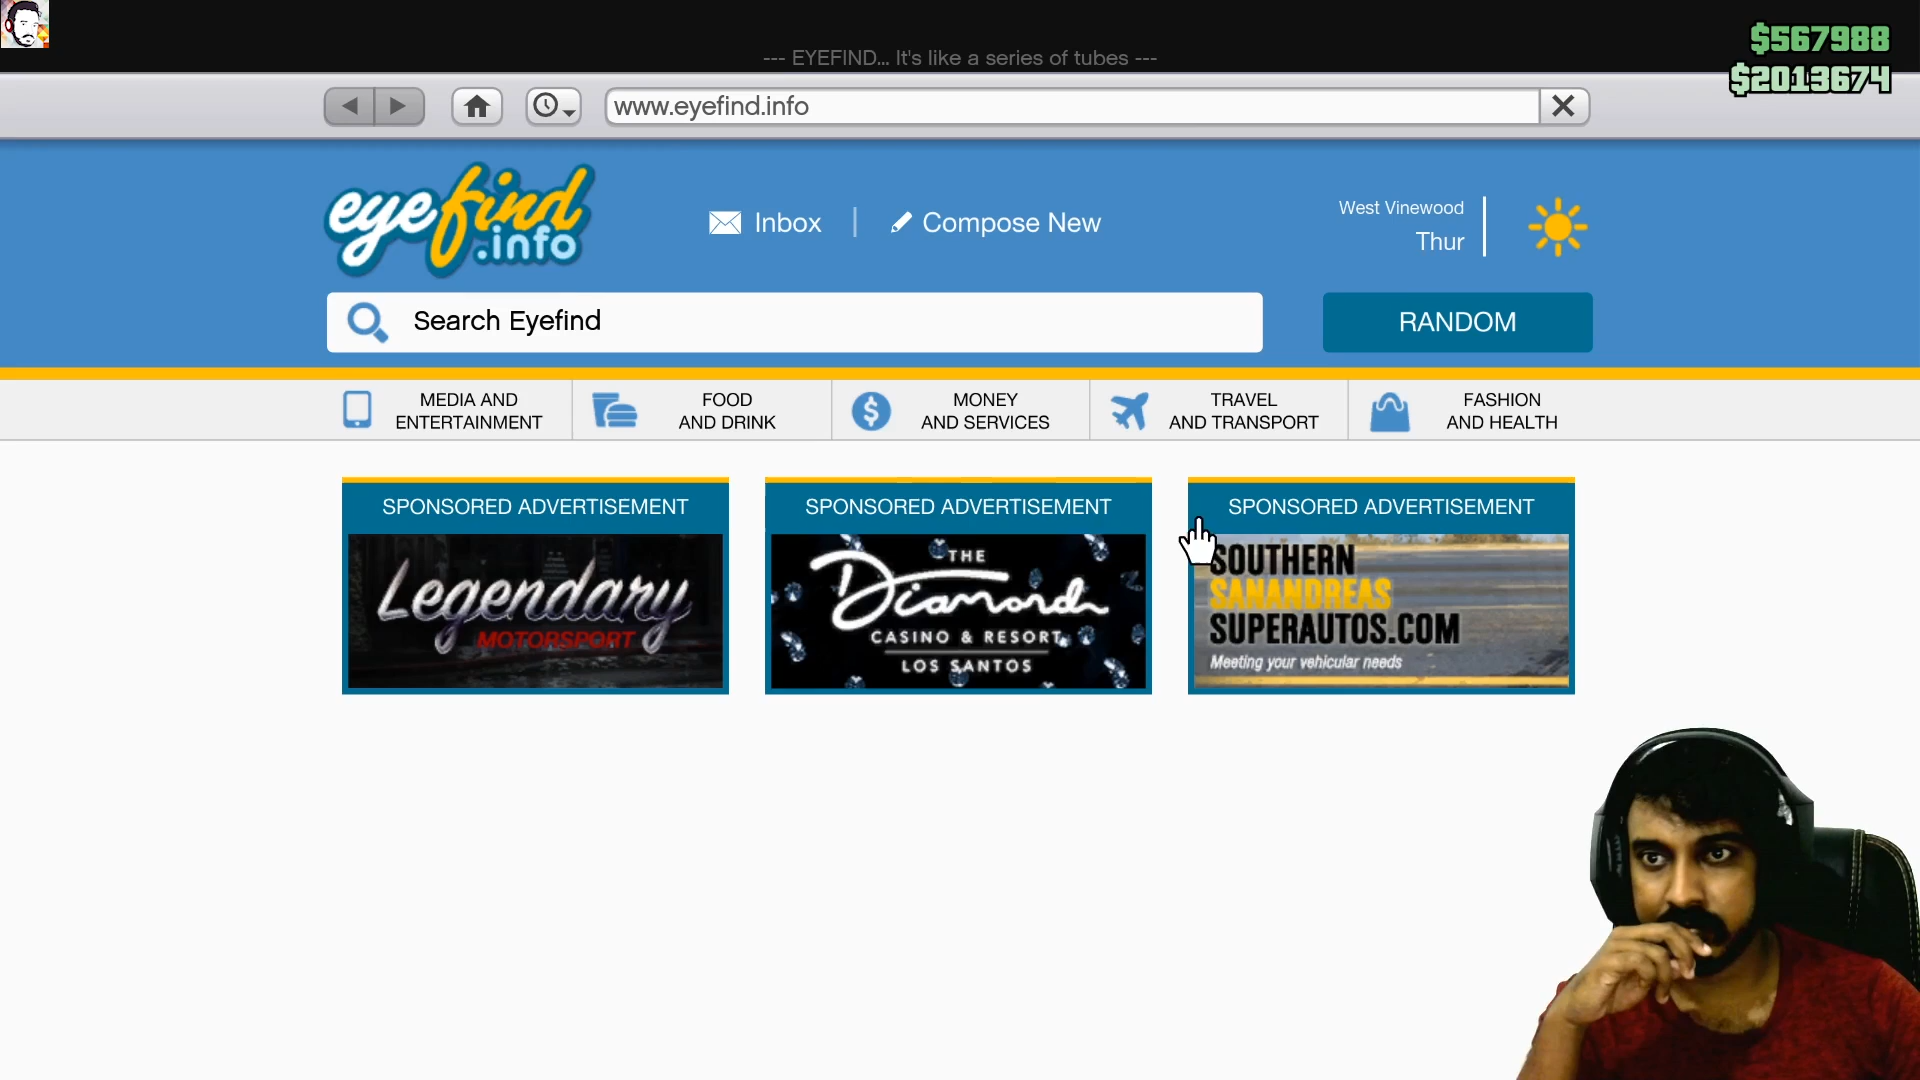 --- EYEFIND... It's like a series of tubes ---
$567988
$2013674
www.eyefind.info
eyefind
.info
Inbox
Compose New
West Vinewood
Thur
Search Eyefind
RANDOM
MEDIA AND
ENTERTAINMENT
FOOD
AND DRINK
MONEY
AND SERVICES
TRAVEL
AND TRANSPORT
FASHION
AND HEALTH
SPONSORED ADVERTISEMENT
Legendary
MOTORSPORT
SPONSORED ADVERTISEMENT
THE
Diamond
CASINO & RESORT
LOS SANTOS
SPONSORED ADVERTISEMENT
SOUTHERN
SANANDREAS
SUPERAUTOS.COM
Meeting your vehicular needs